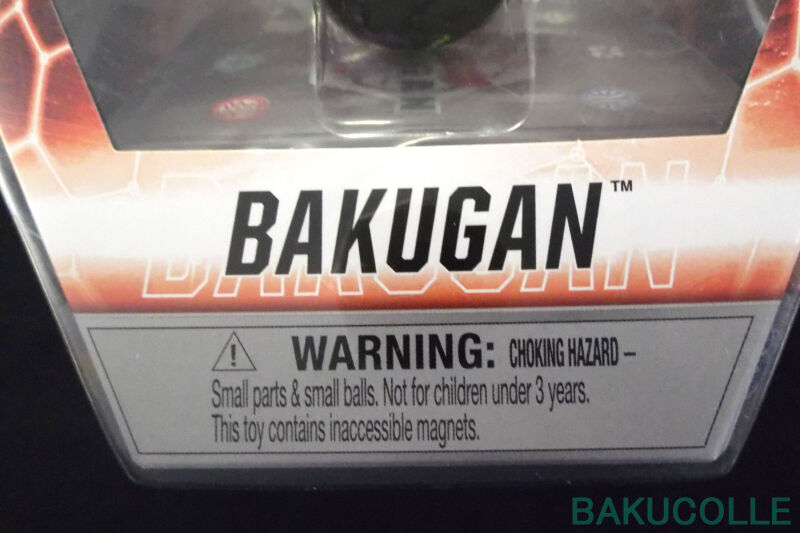 BAKUGAN™
BAKUGAN
⚠ WARNING: CHOKING HAZARD –
Small parts & small balls. Not for children under 3 years.
This toy contains inaccessible magnets.
BAKUCOLLE